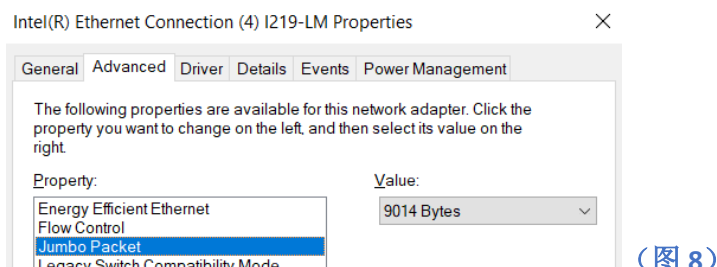 Intel(R) Ethernet Connection (4) I219-LM Properties
General Advanced Driver Details Events Power Management
The following properties are available for this network adapter. Click the
property you want to change on the left, and then select its value on the
right.
Property: Value:
Energy Efficient Ethernet 9014 Bytes
Flow Control
Jumbo Packet
Legacy Switch Compatibility Mode
（图 8）